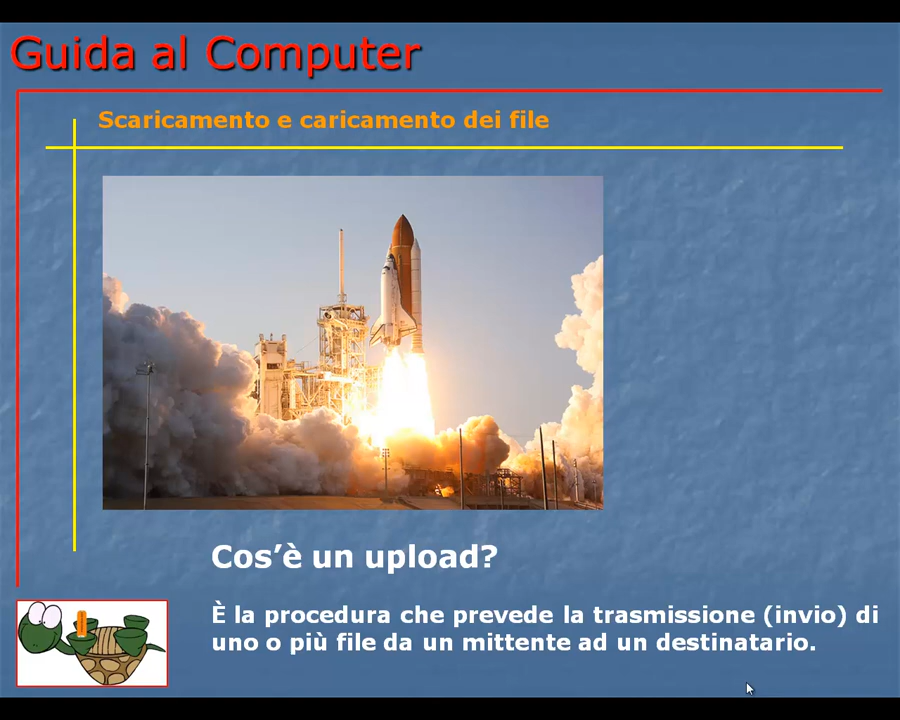 Guida al Computer
Scaricamento e caricamento dei file
Cos’è un upload?
È la procedura che prevede la trasmissione (invio) di
uno o più file da un mittente ad un destinatario.